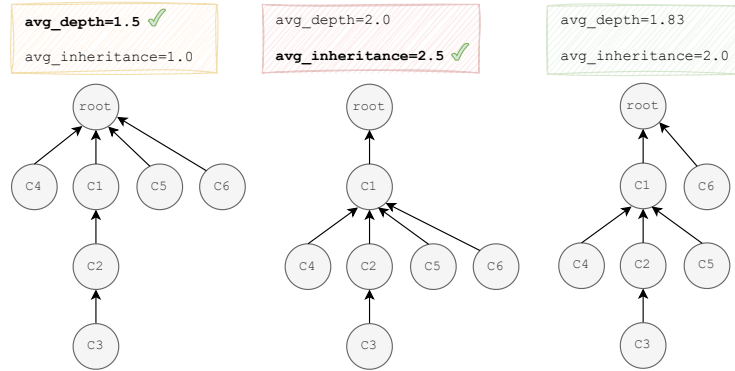 avg_depth=1.5
avg_inheritance=1.0
root
C4 C1 C5 C6
C2
C3
avg_depth=2.0
avg_inheritance=2.5
root
C1
C4 C2 C5 C6
C3
avg_depth=1.83
avg_inheritance=2.0
root
C1 C6
C4 C2 C5
C3